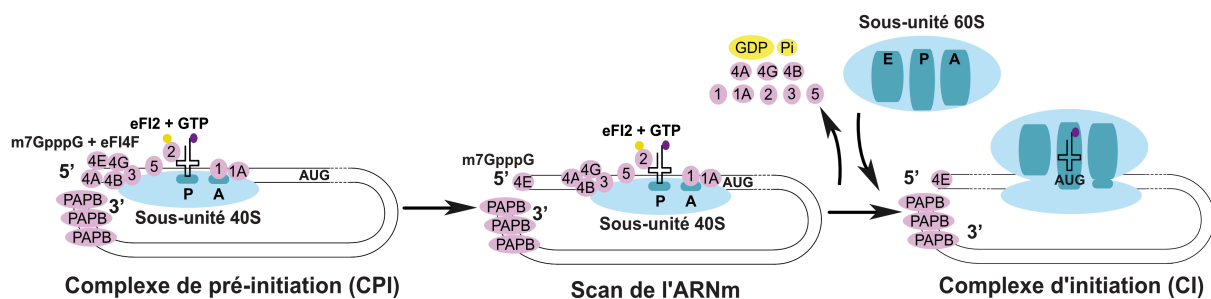 m7GpppG + eFI4F
eFI2 + GTP
2
5'
4E 4G
4A 4B 3
5
1 1A
AUG
P A
Sous-unité 40S
PAPB
3'
PAPB
PAPB
Complexe de pré-initiation (CPI)
m7GpppG
eFI2 + GTP
2
5'
4E
4A 4G
4B 3
5
1 1A
AUG
P A
Sous-unité 40S
PAPB
3'
PAPB
PAPB
Scan de l'ARNm
GDP Pi
4A 4G 4B
1 1A 2 3 5
Sous-unité 60S
E P A
5'
4E
AUG
PAPB
PAPB
PAPB
3'
Complexe d'initiation (CI)